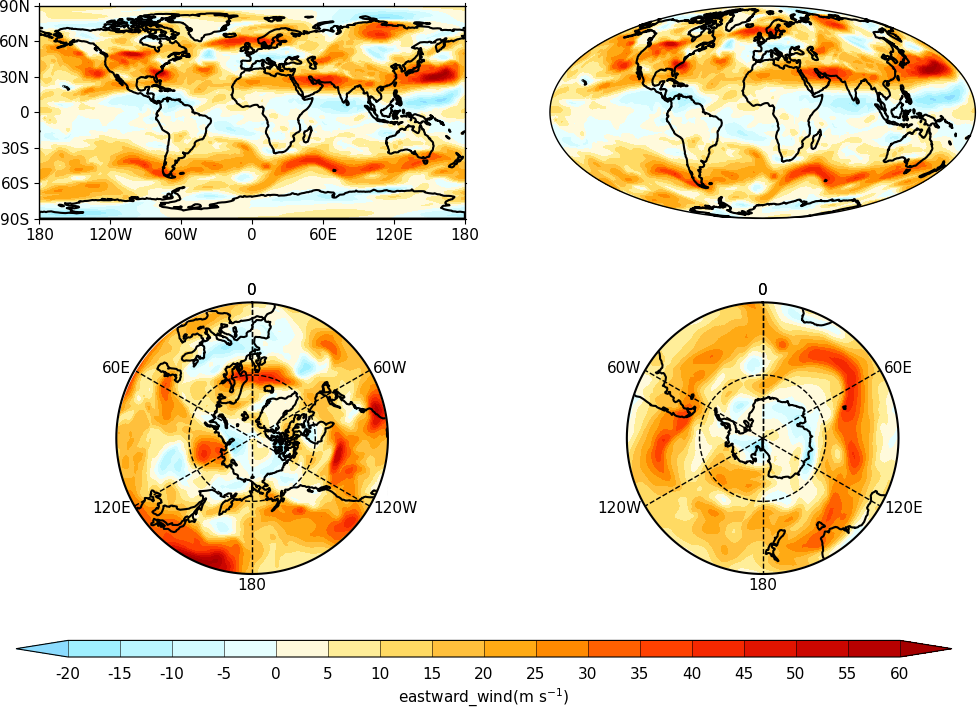 90N
60N
30N
0
30S
60S
90S
180 120W 60W 0 60E 120E 180
0 0
60E 60W 60W 60E
120E 120W 120W 120E
180 180
-20 -15 -10 -5 0 5 10 15 20 25 30 35 40 45 50 55 60
eastward_wind(m s⁻¹)